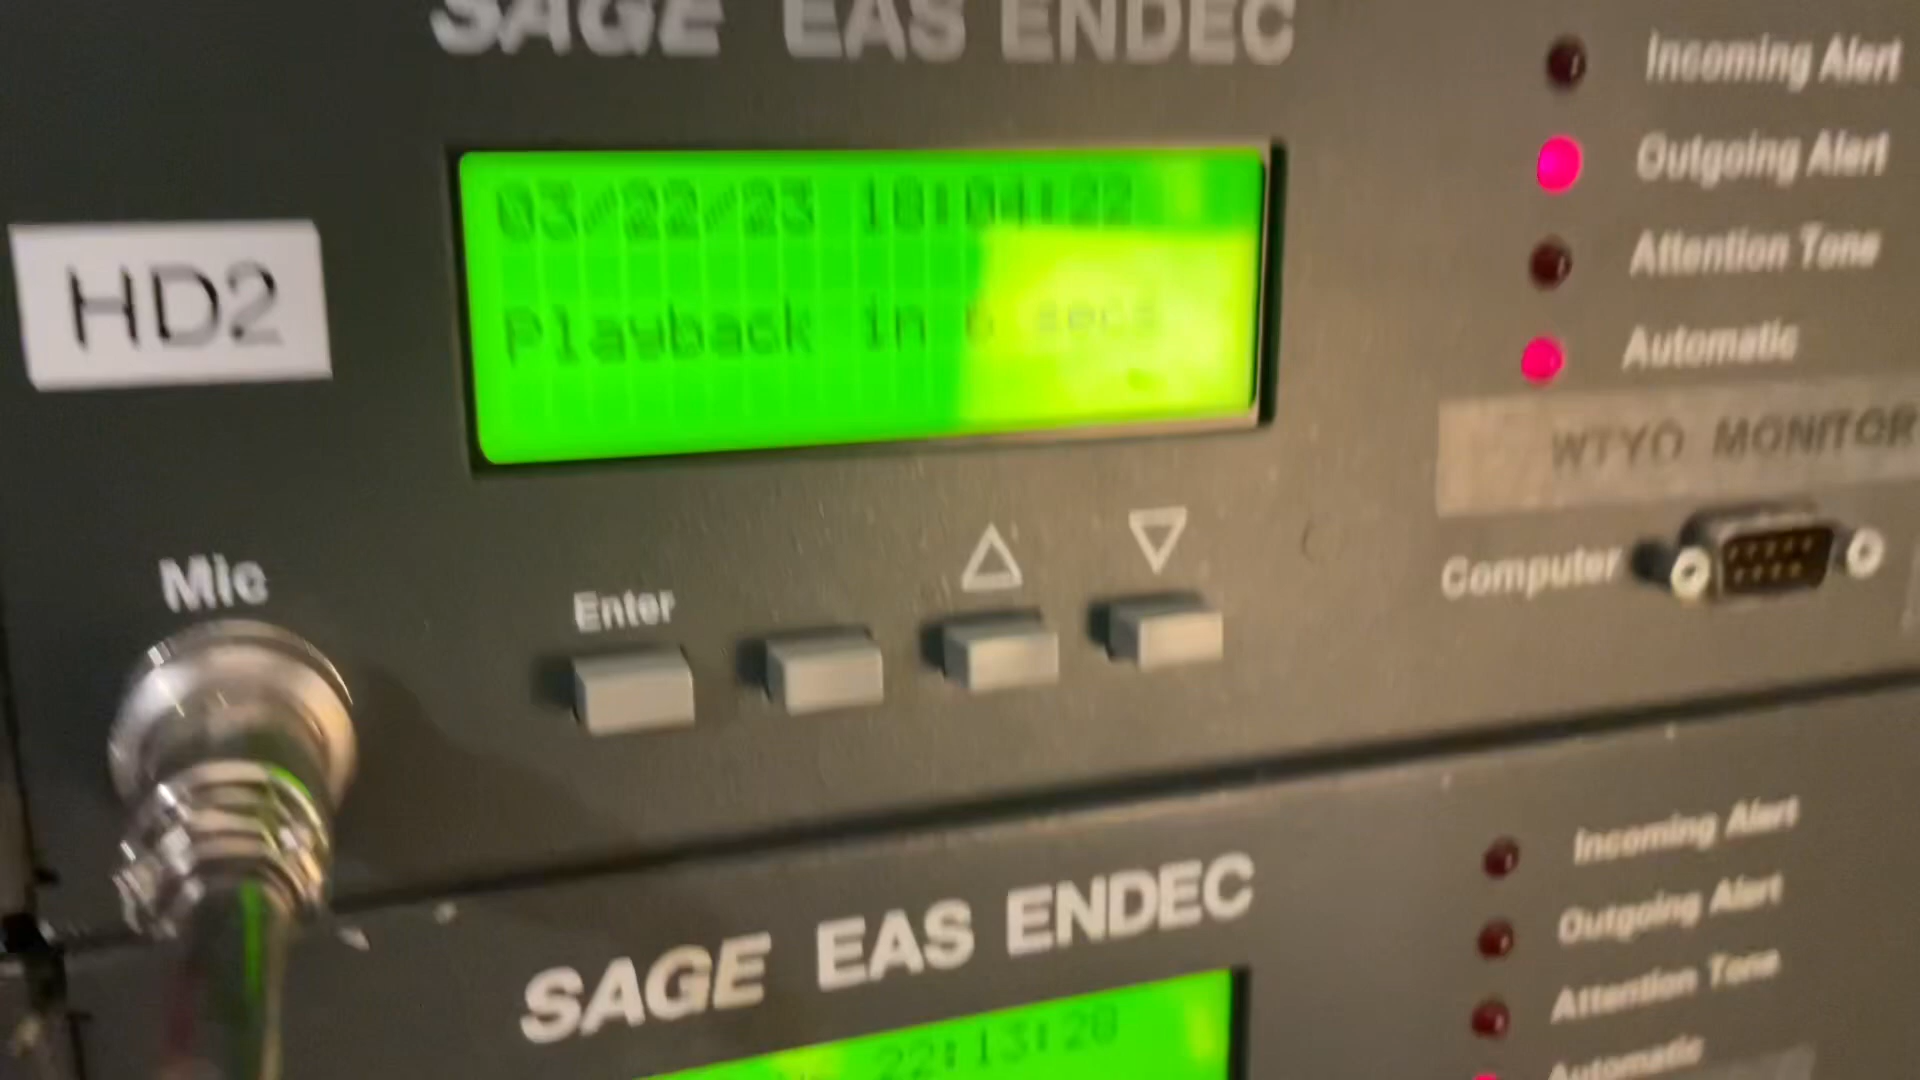 SAGE EAS ENDEC
Incoming Alert
Outgoing Alert
Attention Tone
Automatic
HD2
03/22/23 18:04:22
Playback in 6 secs
WTYO MONITOR
Computer
Mic
Enter
SAGE EAS ENDEC
22:13:20
Incoming Alert
Outgoing Alert
Attention Tone
Automatic